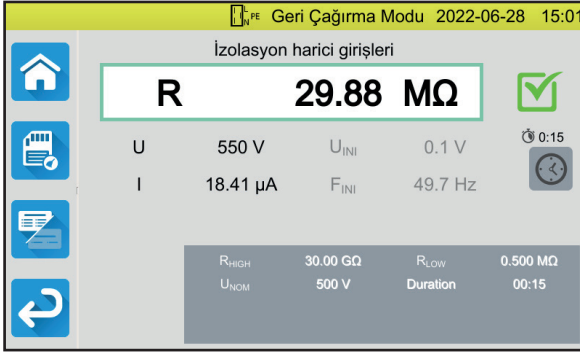 L N PE Geri Çağırma Modu 2022-06-28 15:01
İzolasyon harici girişleri
R 29.88 MΩ
0:15
U 550 V UINI 0.1 V
I 18.41 µA FINI 49.7 Hz
RHIGH 30.00 GΩ RLOW 0.500 MΩ
UNOM 500 V Duration 00:15